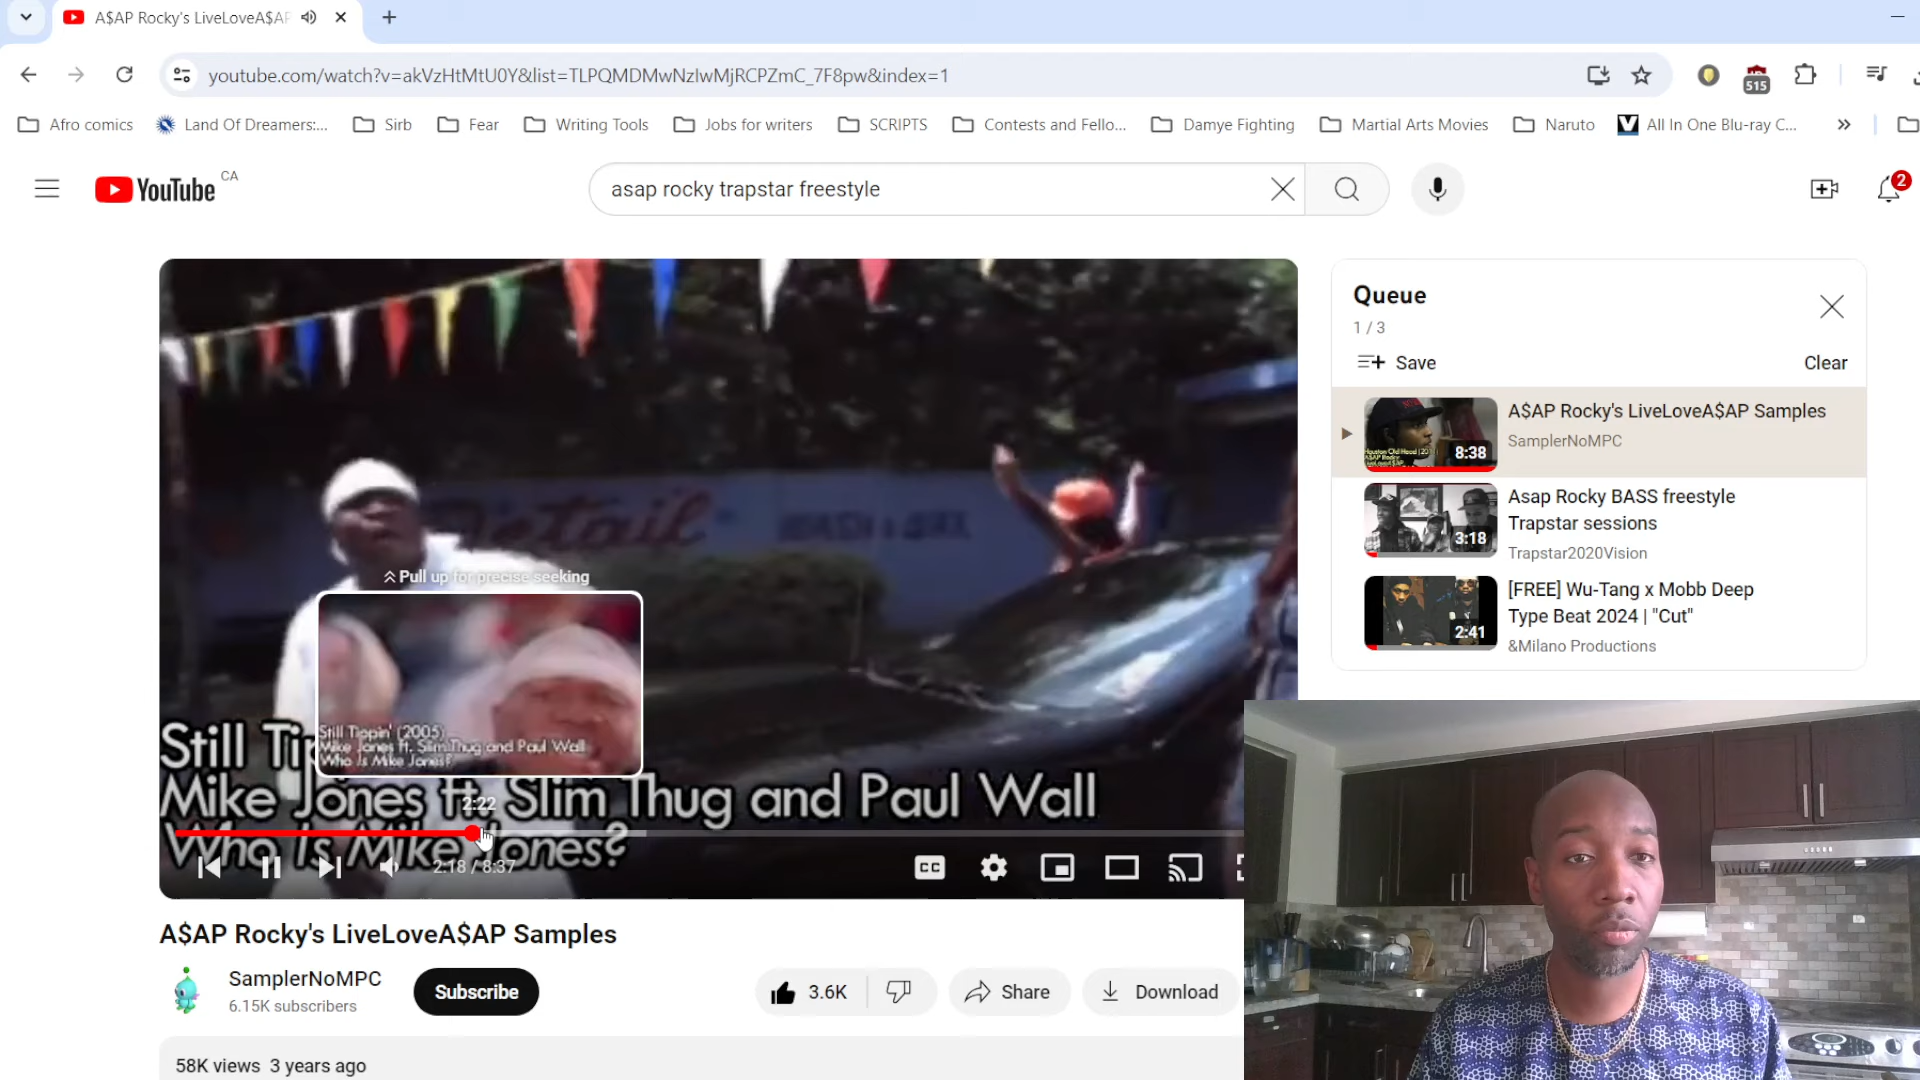 A$AP Rocky's LiveLoveA$AP
youtube.com/watch?v=akVzHtMtU0Y&list=TLPQMDMwNzIwMjRCPZmC_7F8pw&index=1
515
Afro comics
Land Of Dreamers:...
Sirb
Fear
Writing Tools
Jobs for writers
SCRIPTS
Contests and Fello...
Damye Fighting
Martial Arts Movies
Naruto
All In One Blu-ray C...
YouTube CA
asap rocky trapstar freestyle
2
Detail
Pull up for precise seeking
Still Tippin' (2005)
Mike Jones ft. Slim Thug and Paul Wall
Who Is Mike Jones?
Still Tip
Mike Jones ft. Slim Thug and Paul Wall
2:22
Who Is Mike Jones?
2:18 / 8:37
CC
Queue
1 / 3
Save
Clear
A$AP Rocky's LiveLoveA$AP Samples
SamplerNoMPC
8:38
Asap Rocky BASS freestyle
Trapstar sessions
3:18
Trapstar2020Vision
[FREE] Wu-Tang x Mobb Deep
Type Beat 2024 | "Cut"
2:41
&Milano Productions
A$AP Rocky's LiveLoveA$AP Samples
SamplerNoMPC
6.15K subscribers
Subscribe
3.6K
Share
Download
58K views 3 years ago